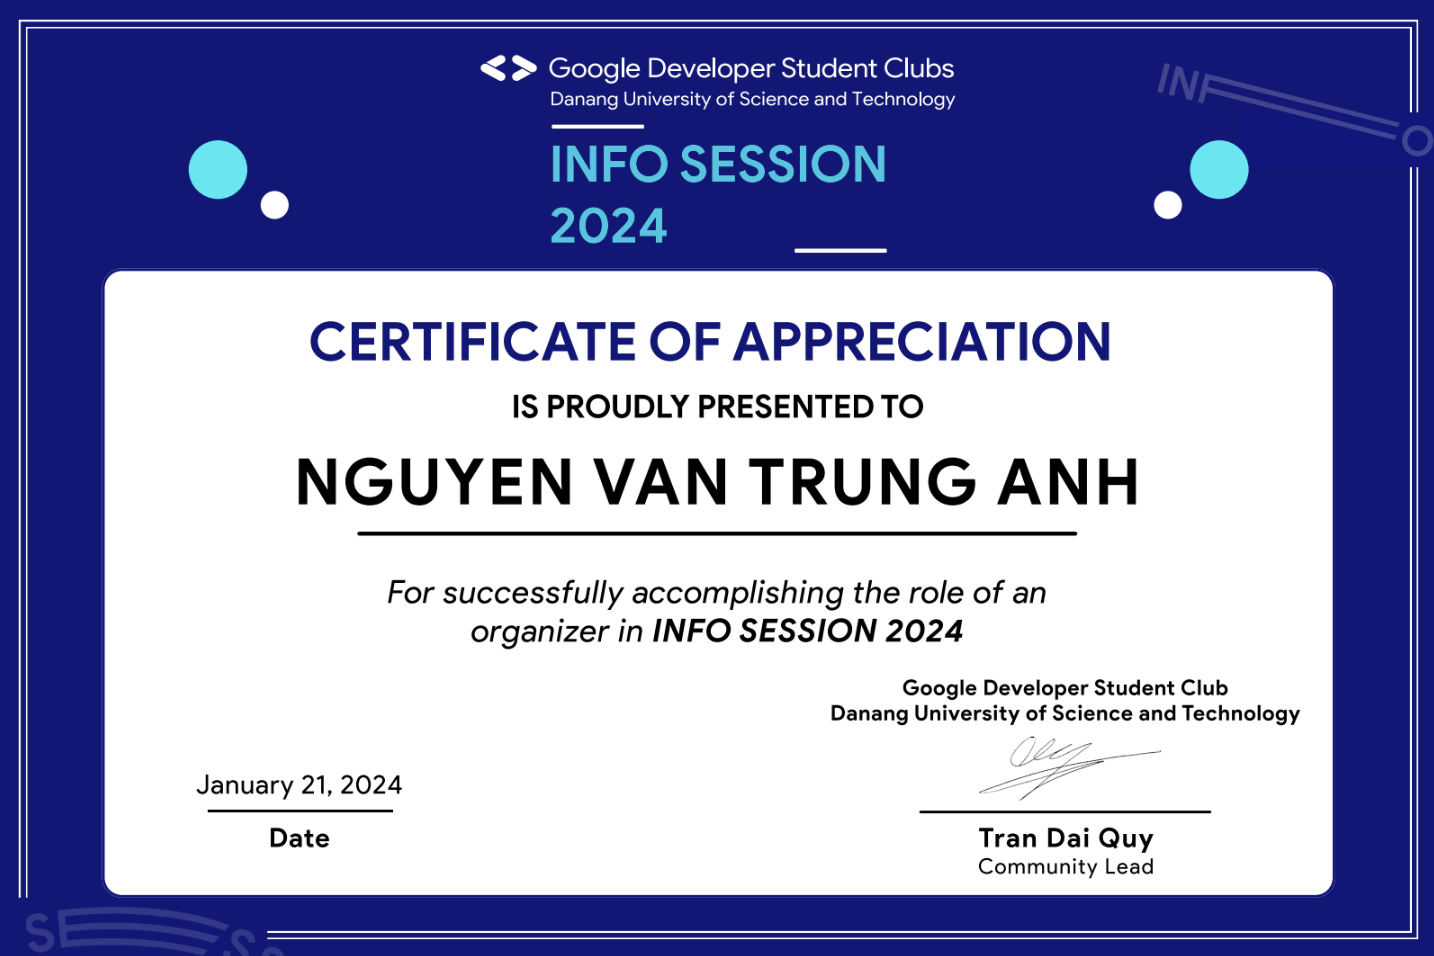 Google Developer Student Clubs
Danang University of Science and Technology
INFO
INFO SESSION
2024
CERTIFICATE OF APPRECIATION
IS PROUDLY PRESENTED TO
NGUYEN VAN TRUNG ANH
For successfully accomplishing the role of an
organizer in INFO SESSION 2024
Google Developer Student Club
Danang University of Science and Technology
January 21, 2024
Date
Tran Dai Quy
Community Lead